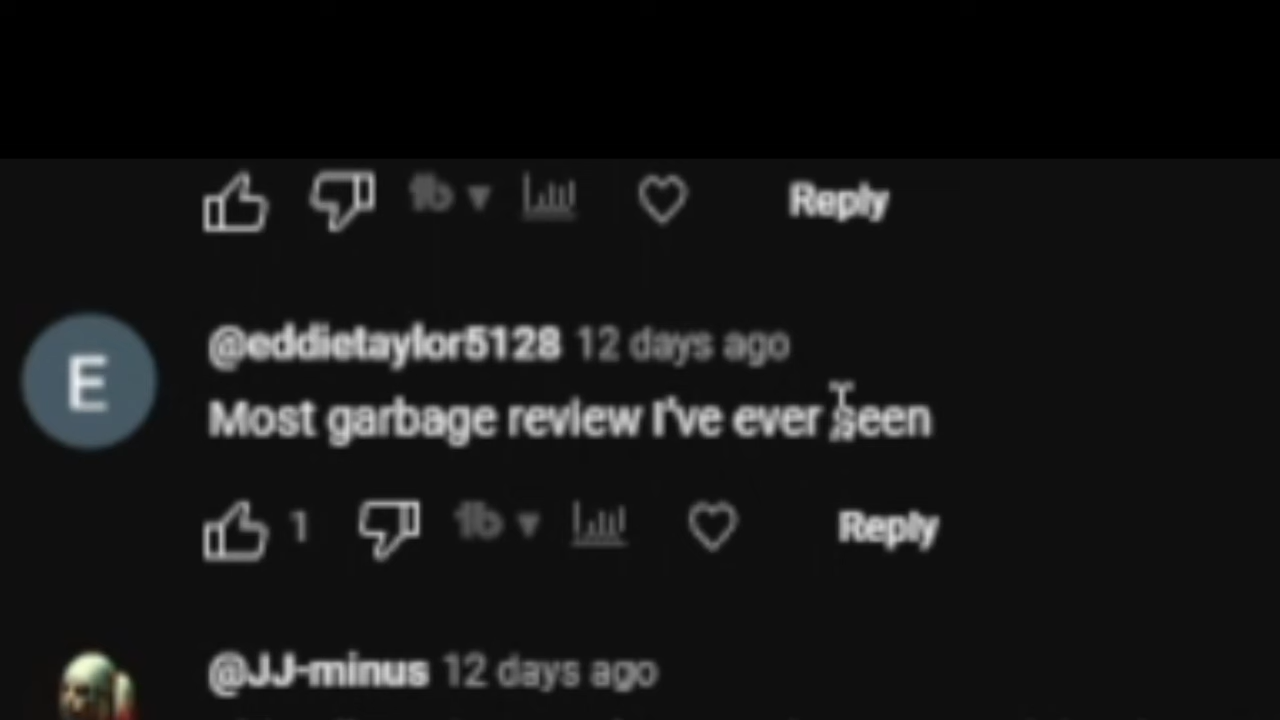 Reply
E
@eddietaylor5128 12 days ago
Most garbage review I've ever seen
1
Reply
@JJ-minus 12 days ago